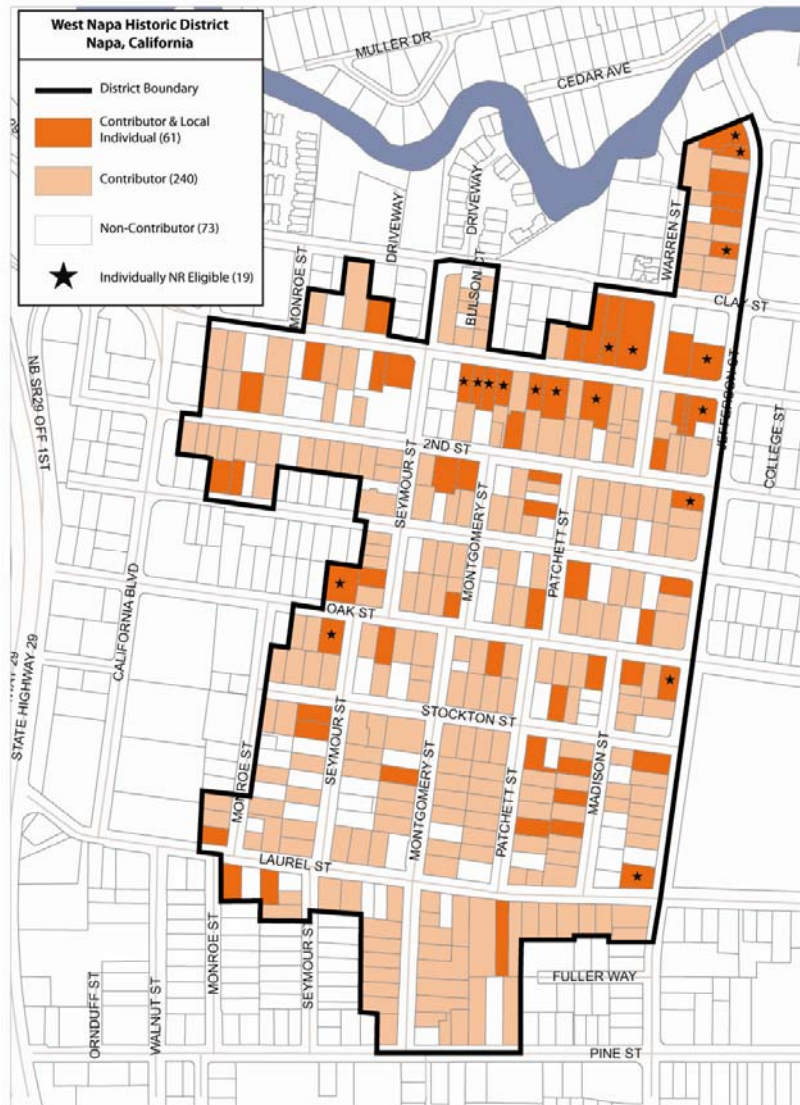 West Napa Historic District
Napa, California
District Boundary
Contributor & Local
Individual (61)
Contributor (240)
Non-Contributor (73)
Individually NR Eligible (19)
MULLER DR
CEDAR AVE
DRIVEWAY
DRIVEWAY
WARREN ST
MONROE ST
BULSON CT
CLAY ST
NB SR29 OFF 1ST
JEFFERSON ST
COLLEGE ST
2ND ST
SEYMOUR ST
MONTGOMERY ST
PATCHETT ST
CALIFORNIA BLVD
OAK ST
STATE HIGHWAY 29
STOCKTON ST
SEYMOUR ST
MONROE ST
MONTGOMERY ST
PATCHETT ST
MADISON ST
LAUREL ST
ORNDUFF ST
WALNUT ST
MONROE ST
SEYMOUR ST
FULLER WAY
PINE ST